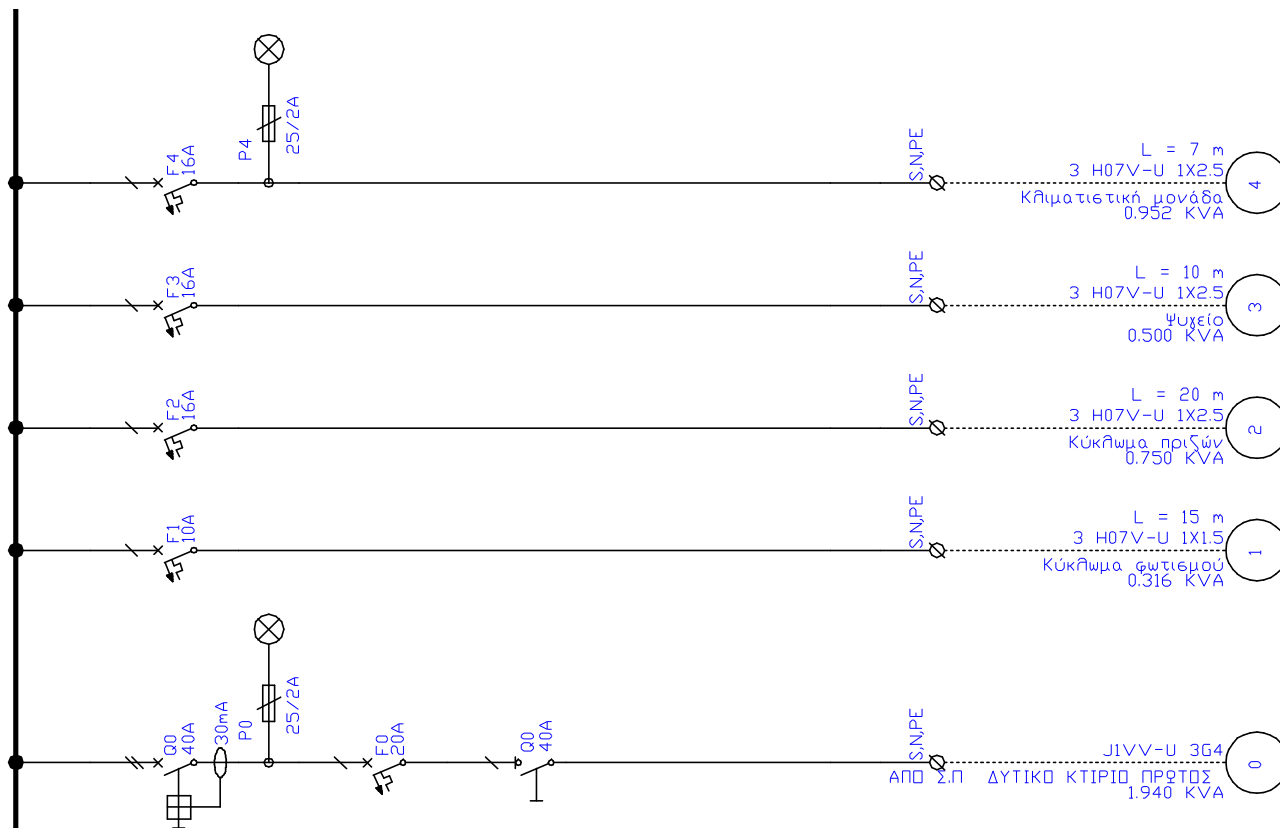 P4
25/2A
F4
16A
S,N,PE
L = 7 m
3 H07V-U 1X2.5
Κλιματιστική μονάδα
0.952 KVA
4
F3
16A
S,N,PE
L = 10 m
3 H07V-U 1X2.5
Ψυγείο
0.500 KVA
3
F2
16A
S,N,PE
L = 20 m
3 H07V-U 1X2.5
Κύκλωμα πριζών
0.750 KVA
2
F1
10A
S,N,PE
L = 15 m
3 H07V-U 1X1.5
Κύκλωμα φωτισμού
0.316 KVA
1
Q0
40A
30mA
P0
25/2A
F0
20A
Q0
40A
S,N,PE
J1VV-U 3G4
ΑΠΟ Σ.Π ΔΥΤΙΚΟ ΚΤΙΡΙΟ ΠΡΩΤΟΣ
1.940 KVA
0